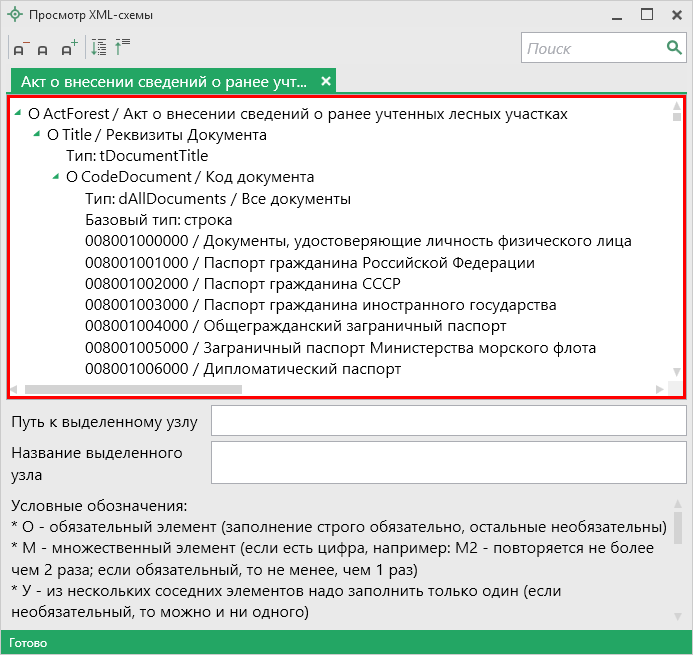 Просмотр XML-схемы
Поиск
Акт о внесении сведений о ранее учт...
О ActForest / Акт о внесении сведений о ранее учтенных лесных участках
О Title / Реквизиты Документа
Тип: tDocumentTitle
О CodeDocument / Код документа
Тип: dAllDocuments / Все документы
Базовый тип: строка
008001000000 / Документы, удостоверяющие личность физического лица
008001001000 / Паспорт гражданина Российской Федерации
008001002000 / Паспорт гражданина СССР
008001003000 / Паспорт гражданина иностранного государства
008001004000 / Общегражданский заграничный паспорт
008001005000 / Заграничный паспорт Министерства морского флота
008001006000 / Дипломатический паспорт
Путь к выделенному узлу
Название выделенного
узла
Условные обозначения:
* О - обязательный элемент (заполнение строго обязательно, остальные необязательны)
* М - множественный элемент (если есть цифра, например: М2 - повторяется не более
чем 2 раза; если обязательный, то не менее, чем 1 раз)
* У - из нескольких соседних элементов надо заполнить только один (если
необязательный, то можно и ни одного)
Готово